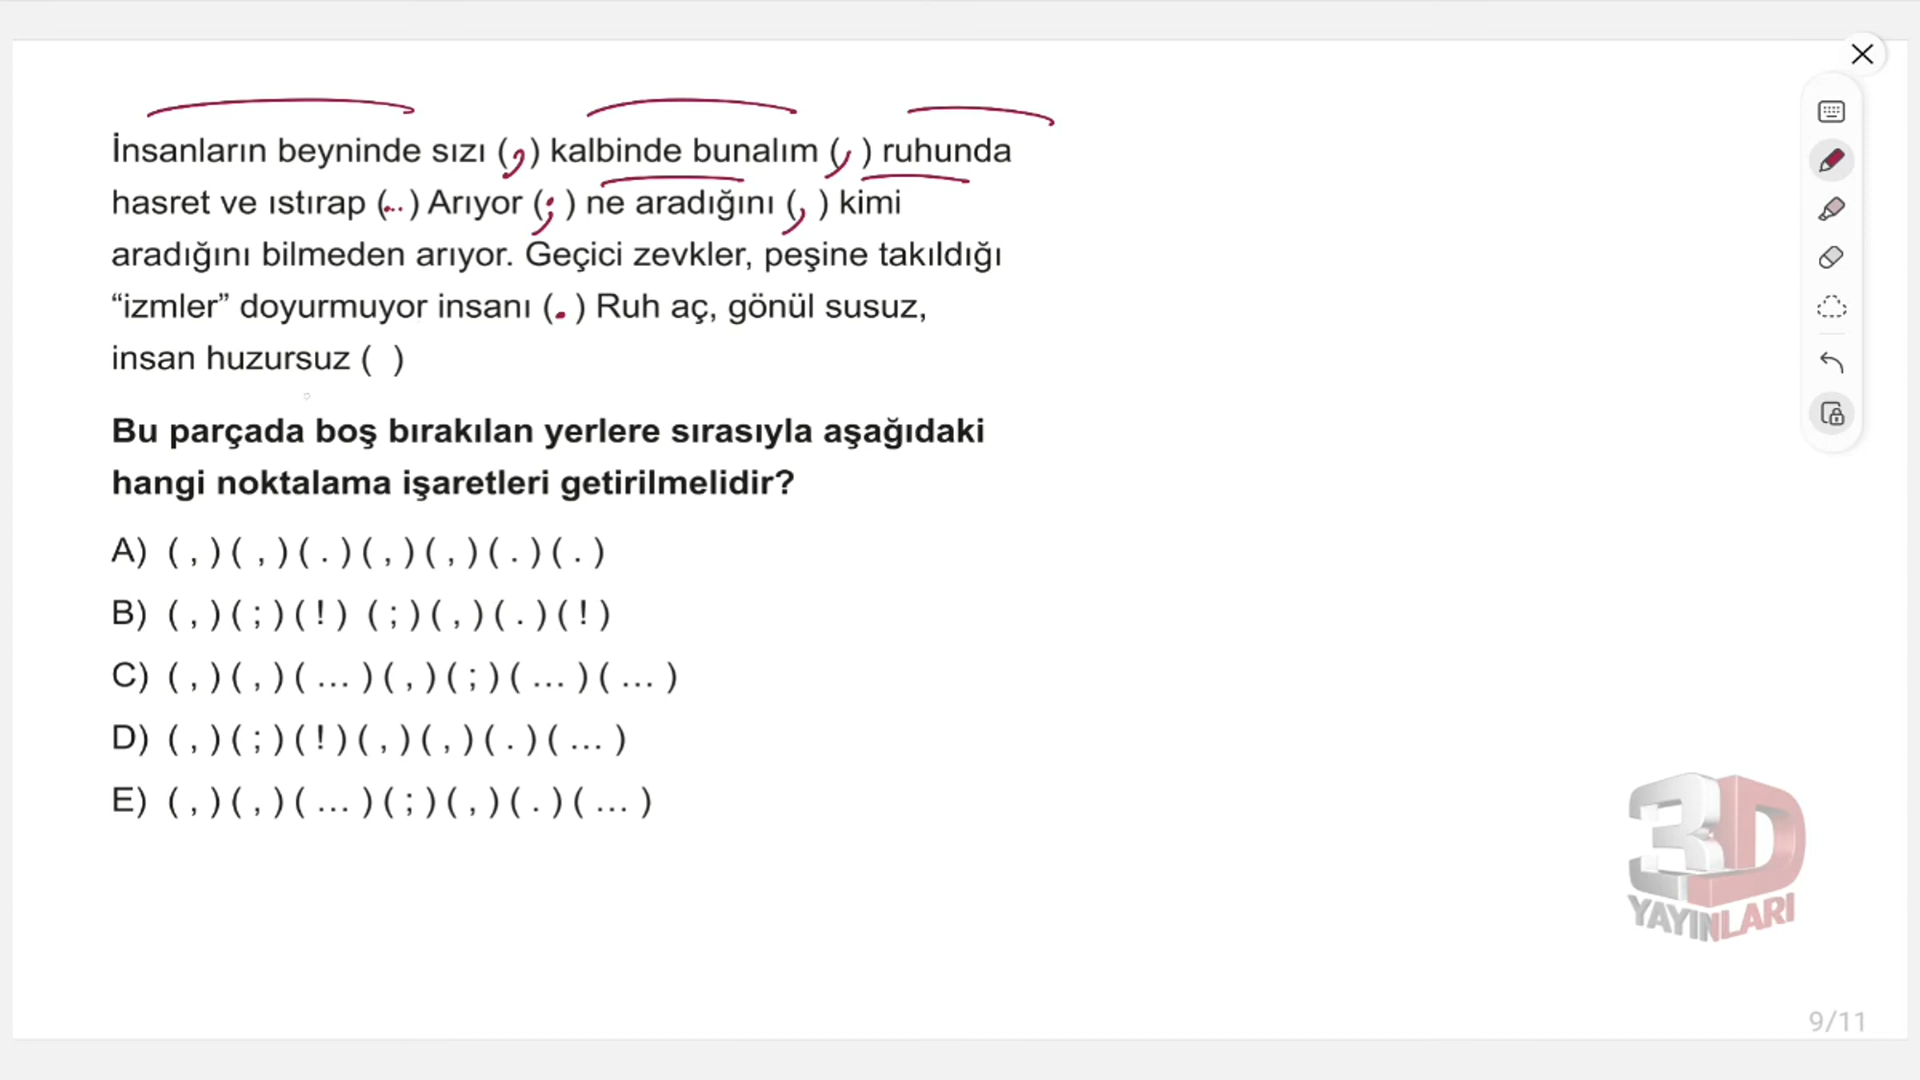 İnsanların beyninde sızı (,) kalbinde bunalım (, ) ruhunda
hasret ve ıstırap (... ) Arıyor (; ) ne aradığını (, ) kimi
aradığını bilmeden arıyor. Geçici zevkler, peşine takıldığı
“izmler” doyurmuyor insanı (. ) Ruh aç, gönül susuz,
insan huzursuz (  )
Bu parçada boş bırakılan yerlere sırasıyla aşağıdaki
hangi noktalama işaretleri getirilmelidir?
A) ( , ) ( , ) ( . ) ( , ) ( , ) ( . ) ( . )
B) ( , ) ( ; ) ( ! ) ( ; ) ( , ) ( . ) ( ! )
C) ( , ) ( , ) ( ... ) ( , ) ( ; ) ( ... ) ( ... )
D) ( , ) ( ; ) ( ! ) ( , ) ( , ) ( . ) ( ... )
E) ( , ) ( , ) ( ... ) ( ; ) ( , ) ( . ) ( ... )
3D
YAYINLARI
9/11